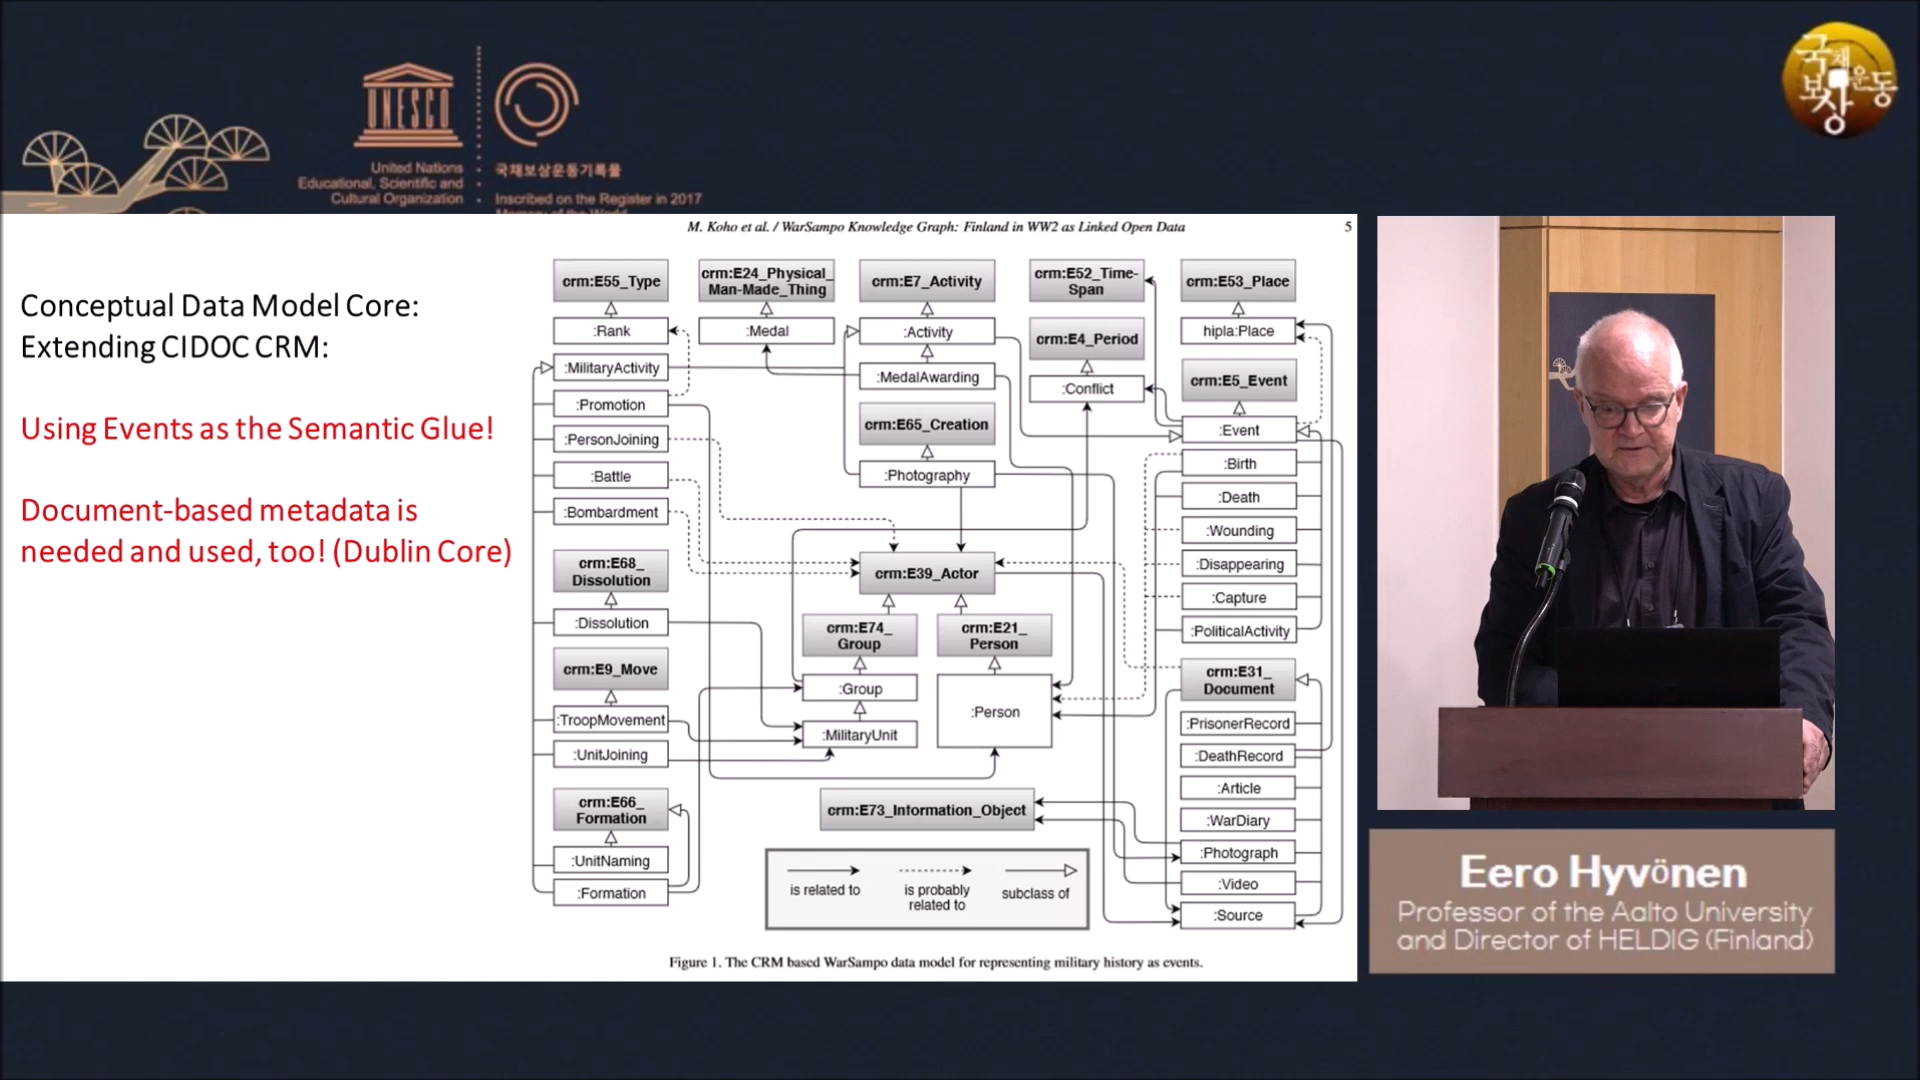 국채
보상운동
UNESCO
United Nations
Educational, Scientific and
Cultural Organization
국채보상운동기록물
Inscribed on the Register in 2017
Memory of the World
M. Koho et al. / WarSampo Knowledge Graph: Finland in WW2 as Linked Open Data
5
Conceptual Data Model Core:
Extending CIDOC CRM:
Using Events as the Semantic Glue!
Document-based metadata is
needed and used, too! (Dublin Core)
crm:E55_Type
:Rank
:MilitaryActivity
:Promotion
:PersonJoining
:Battle
:Bombardment
crm:E68_
Dissolution
:Dissolution
crm:E9_Move
:TroopMovement
:UnitJoining
crm:E66_
Formation
:UnitNaming
:Formation
crm:E24_Physical_
Man-Made_Thing
:Medal
crm:E7_Activity
:Activity
:MedalAwarding
crm:E65_Creation
:Photography
crm:E39_Actor
crm:E74_
Group
:Group
:MilitaryUnit
crm:E21_
Person
:Person
crm:E73_Information_Object
is related to
is probably
related to
subclass of
crm:E52_Time-
Span
crm:E4_Period
:Conflict
crm:E53_Place
hipla:Place
crm:E5_Event
:Event
:Birth
:Death
:Wounding
:Disappearing
:Capture
:PoliticalActivity
crm:E31_
Document
:PrisonerRecord
:DeathRecord
:Article
:WarDiary
:Photograph
:Video
:Source
Figure 1. The CRM based WarSampo data model for representing military history as events.
Eero Hyvönen
Professor of the Aalto University
and Director of HELDIG (Finland)